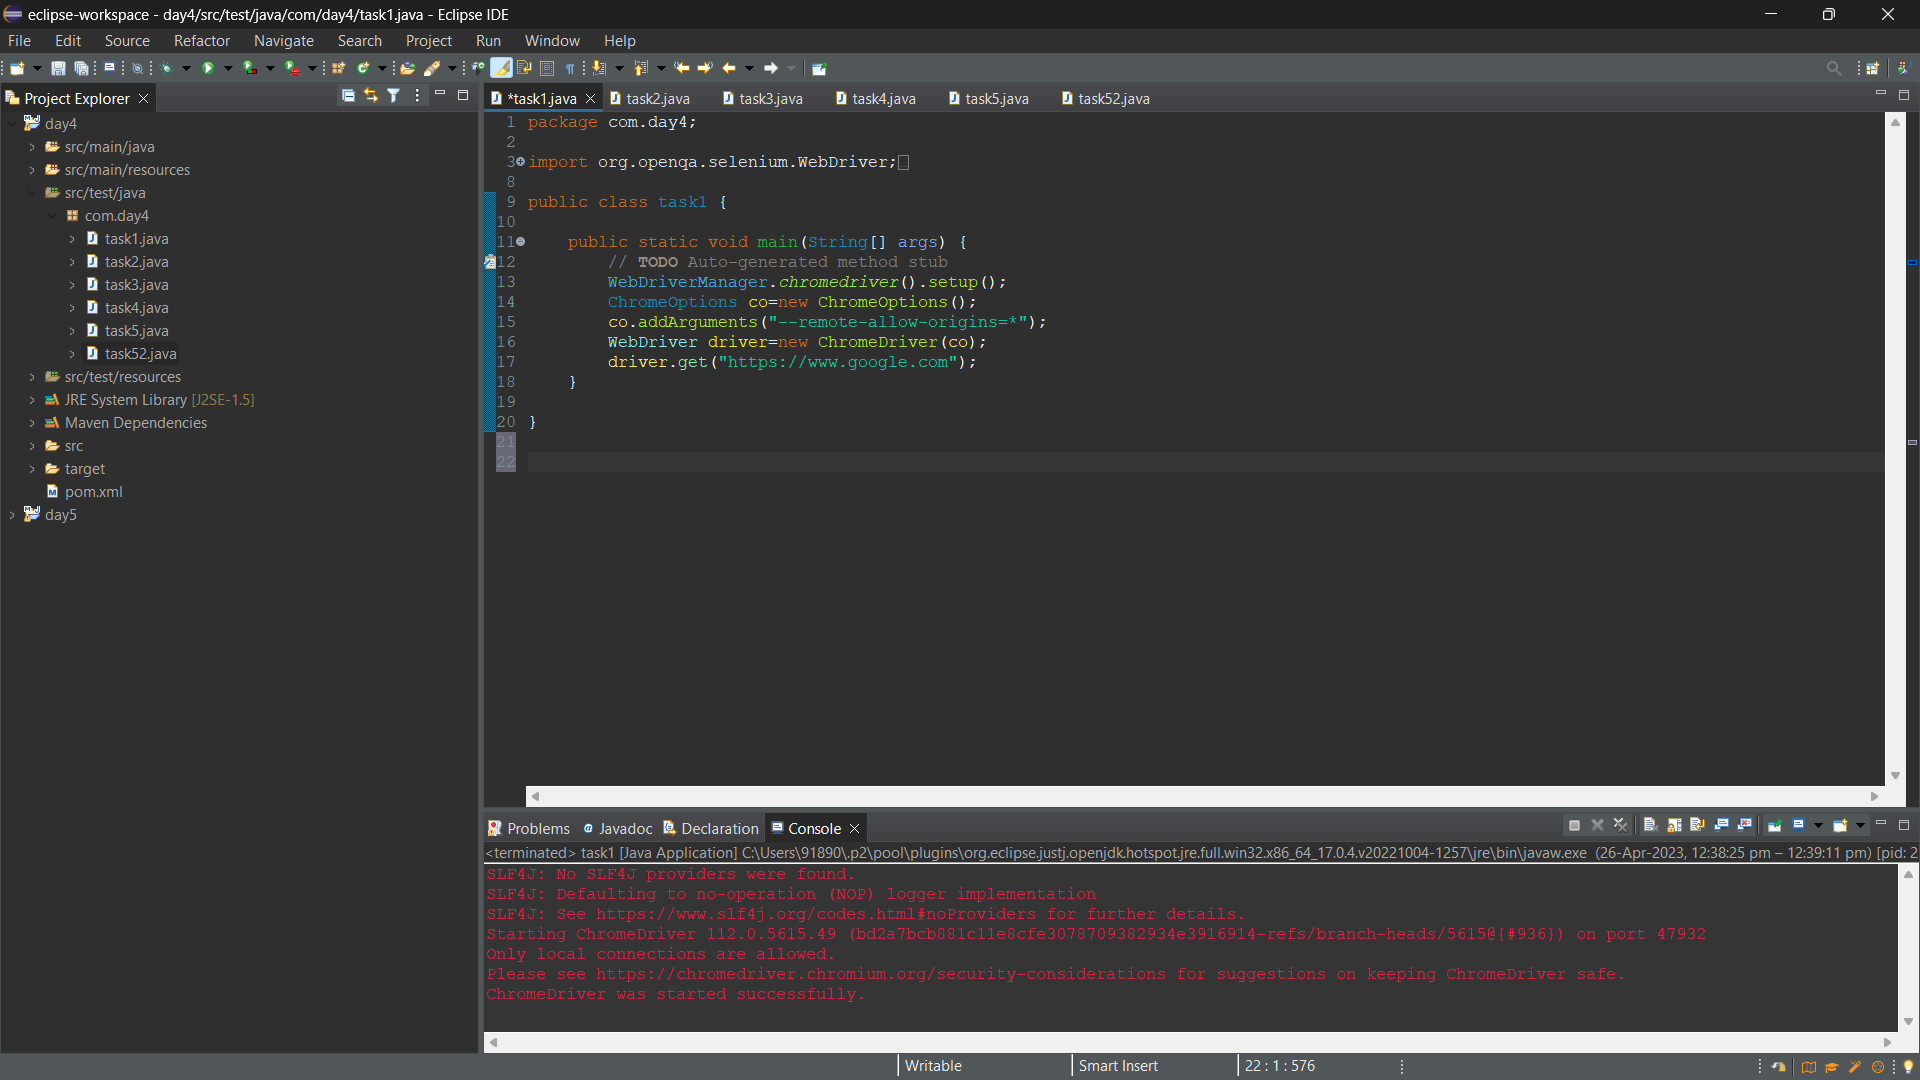 eclipse-workspace - day4/src/test/java/com/day4/task1.java - Eclipse IDE
File Edit Source Refactor Navigate Search Project Run Window Help
Project Explorer
day4
src/main/java
src/main/resources
src/test/java
com.day4
task1.java
task2.java
task3.java
task4.java
task5.java
task52.java
src/test/resources
JRE System Library [J2SE-1.5]
Maven Dependencies
src
target
pom.xml
day5
*task1.java task2.java task3.java task4.java task5.java task52.java
1 package com.day4;
2
3 import org.openqa.selenium.WebDriver;
8
9 public class task1 {
10
11 public static void main(String[] args) {
12 // TODO Auto-generated method stub
13 WebDriverManager.chromedriver().setup();
14 ChromeOptions co=new ChromeOptions();
15 co.addArguments("--remote-allow-origins=*");
16 WebDriver driver=new ChromeDriver(co);
17 driver.get("https://www.google.com");
18 }
19
20 }
21
22
Problems Javadoc Declaration Console
<terminated> task1 [Java Application] C:\Users\91890\.p2\pool\plugins\org.eclipse.justj.openjdk.hotspot.jre.full.win32.x86_64_17.0.4.v20221004-1257\jre\bin\javaw.exe (26-Apr-2023, 12:38:25 pm – 12:39:11 pm) [pid: 2
SLF4J: No SLF4J providers were found.
SLF4J: Defaulting to no-operation (NOP) logger implementation
SLF4J: See https://www.slf4j.org/codes.html#noProviders for further details.
Starting ChromeDriver 112.0.5615.49 (bd2a7bcb881c11e8cfe3078709382934e3916914-refs/branch-heads/5615@{#936}) on port 47932
Only local connections are allowed.
Please see https://chromedriver.chromium.org/security-considerations for suggestions on keeping ChromeDriver safe.
ChromeDriver was started successfully.
Writable Smart Insert 22 : 1 : 576